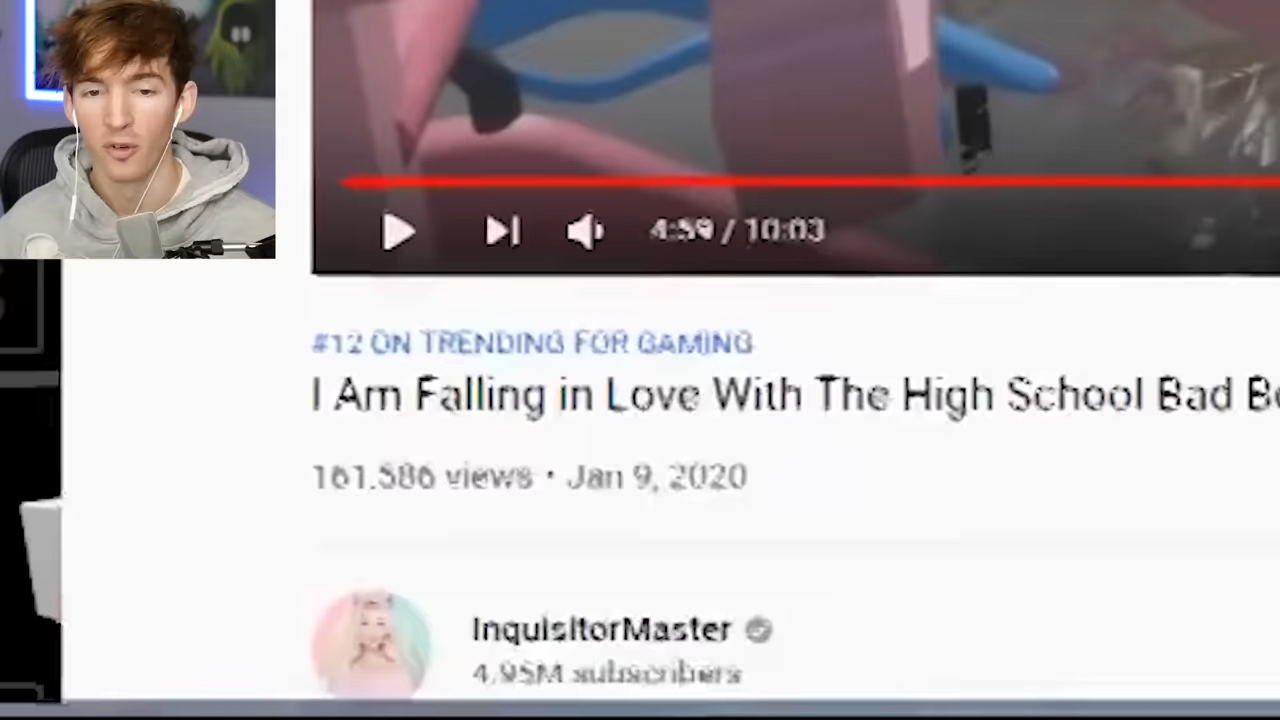 4:59 / 10:03
#12 ON TRENDING FOR GAMING
I Am Falling in Love With The High School Bad
161,586 views • Jan 9, 2020
InquisitorMaster
4.95M subscribers